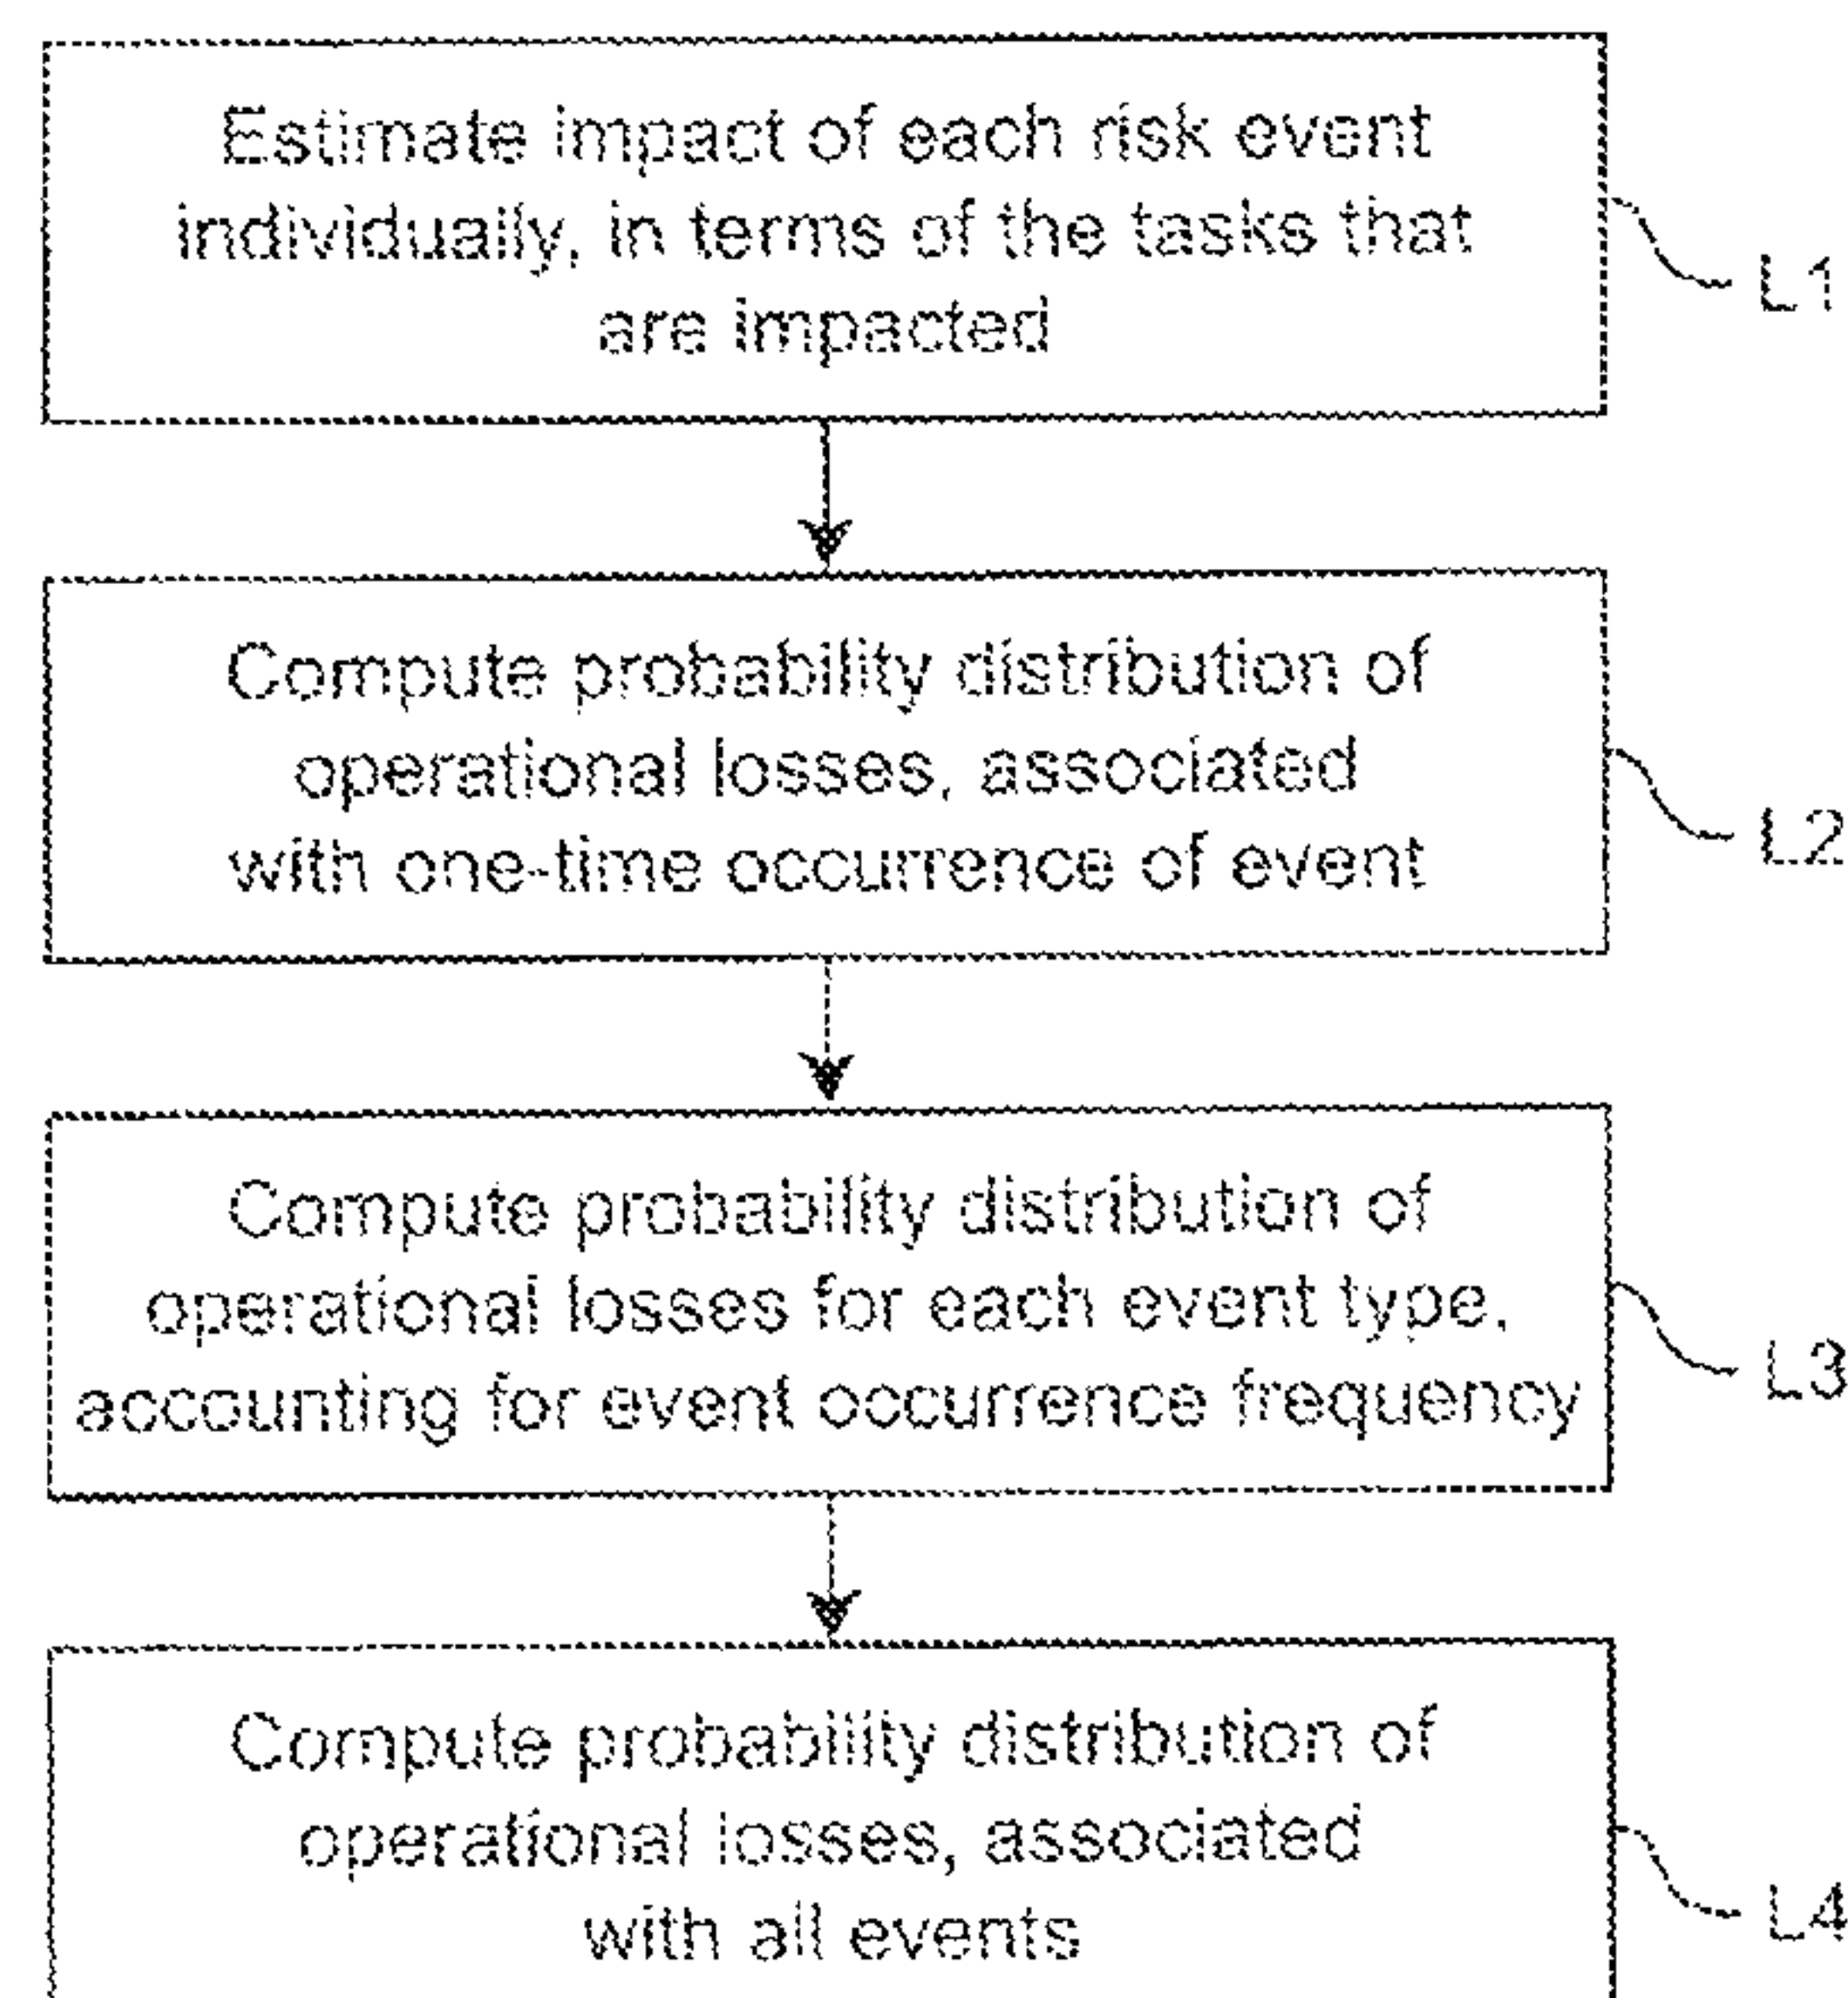 Estimate impact of each risk event
individually, in terms of the tasks that
are impacted
L1
Compute probability distribution of
operational losses, associated
with one-time occurrence of event
L2
Compute probability distribution of
operational losses for each event type,
accounting for event occurrence frequency
L3
Compute probability distribution of
operational losses, associated
with all events
L4